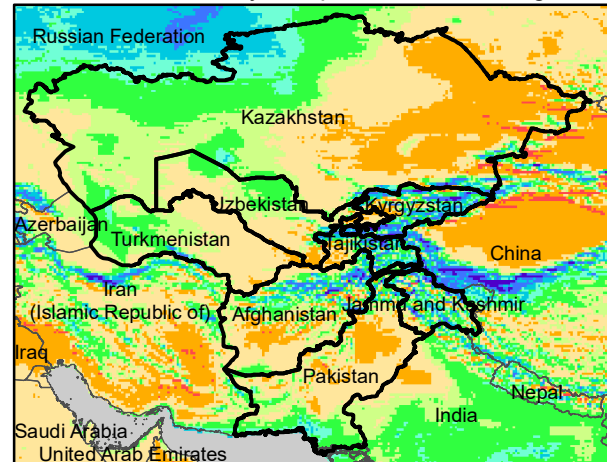 Russian Federation
Kazakhstan
Izbekistan
Kyrgyzstan
Azerbaijan
Turkmenistan
Tajikistan
China
Iran
(Islamic Republic of)
Afghanistan
Jammu and Kashmir
Iraq
Pakistan
Nepal
India
Saudi Arabia
United Arab Emirates